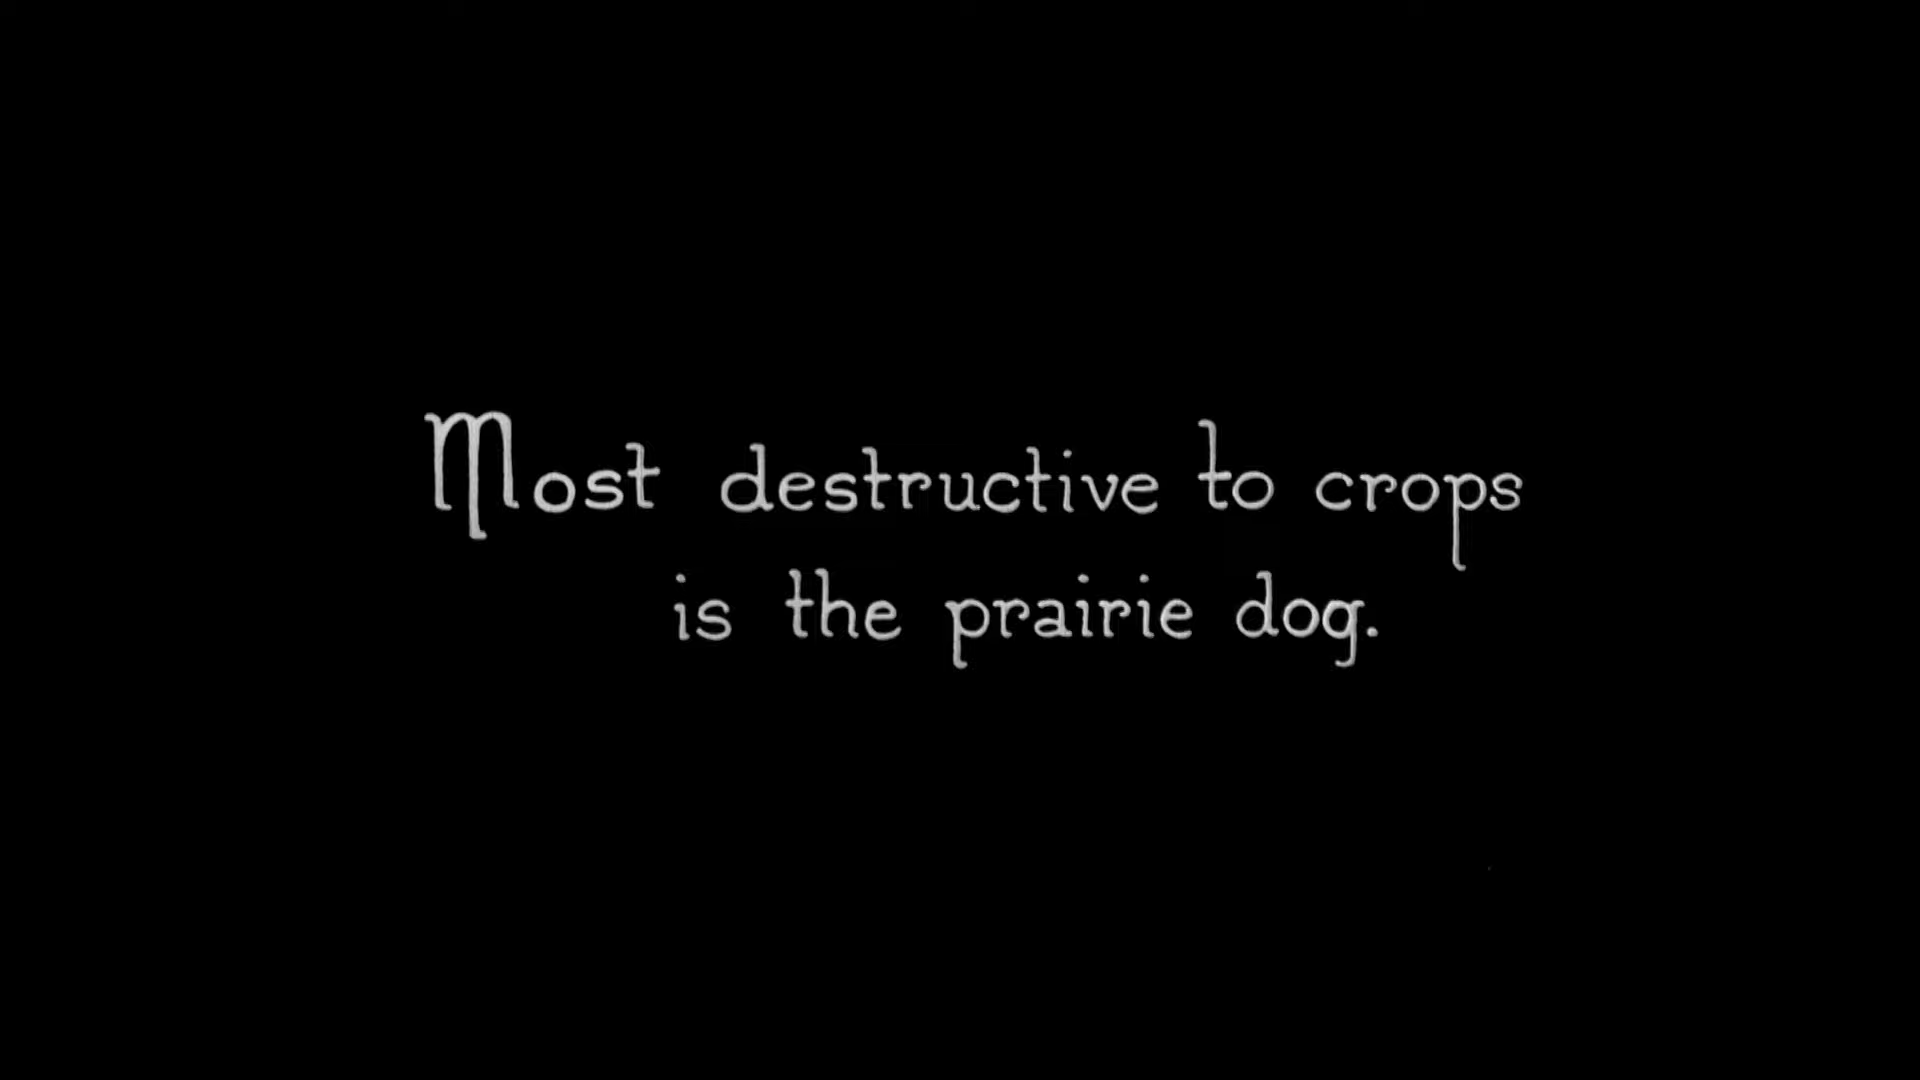 Most destructive to crops
is the prairie dog.